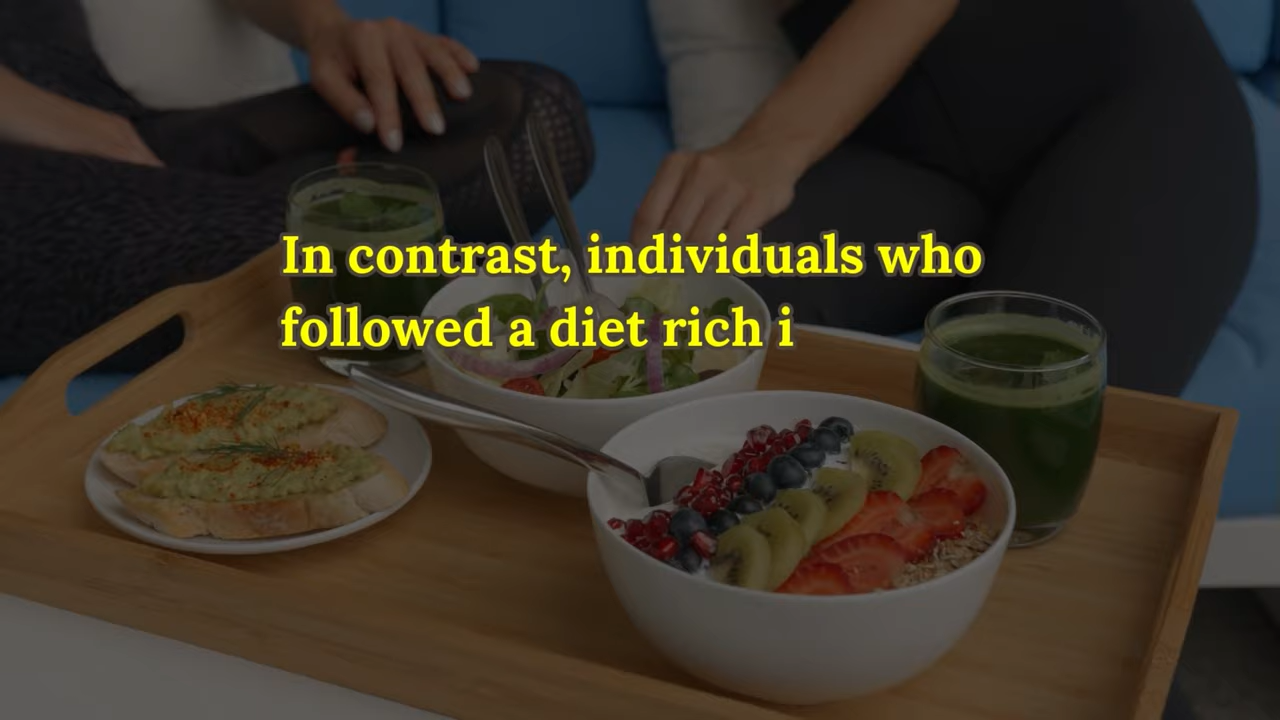 In contrast, individuals who
followed a diet rich i